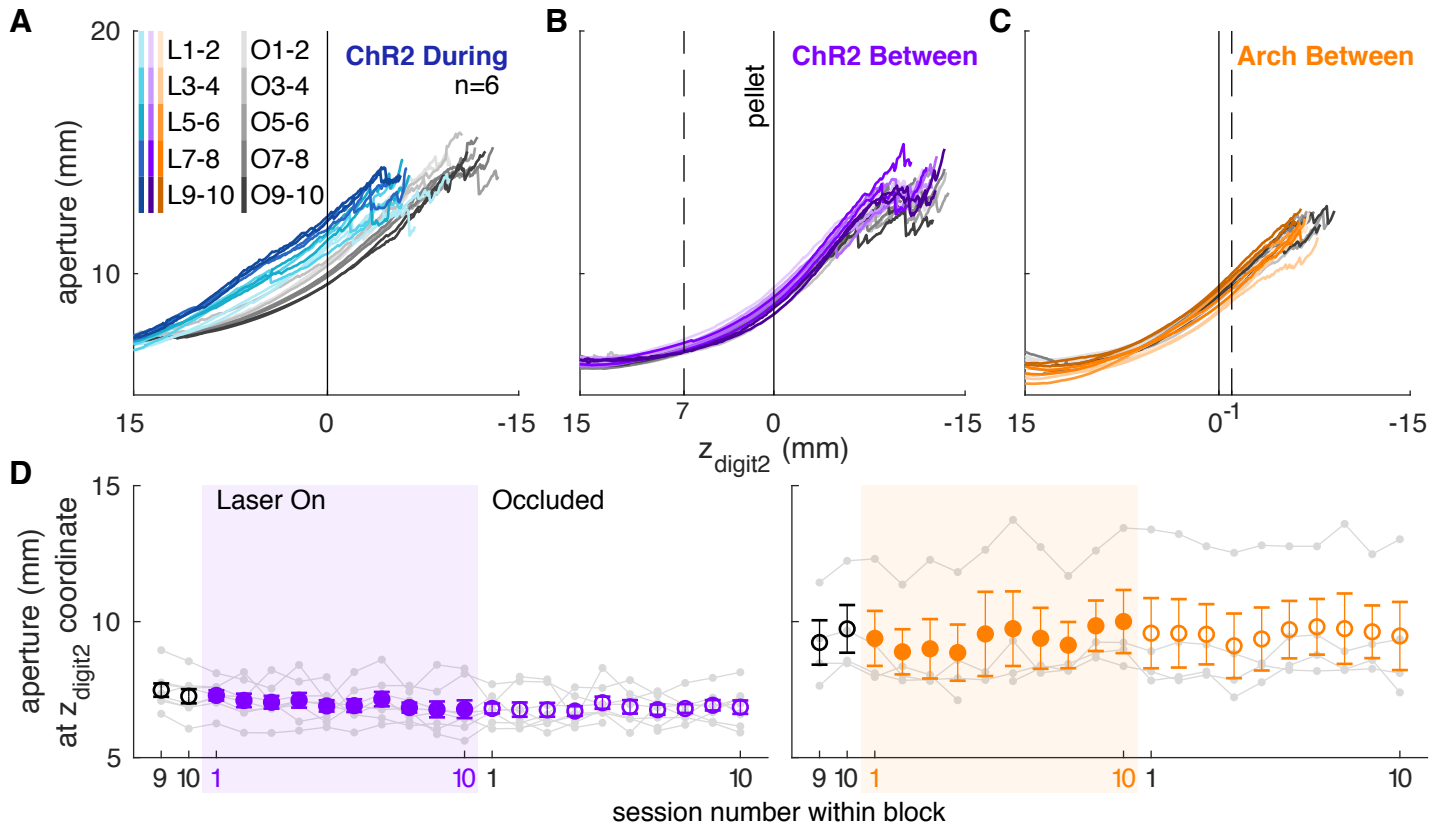 A
B
C
20
10
aperture (mm)
L1-2
L3-4
L5-6
L7-8
L9-10
O1-2
O3-4
O5-6
O7-8
O9-10
ChR2 During
n=6
ChR2 Between
pellet
Arch Between
15
0
-15
15
7
0
-15
15
0
-1
-15
z digit2 (mm)
D
15
10
5
aperture (mm)
at z digit2 coordinate
Laser On
Occluded
9
10
1
10
1
10
9
10
1
10
1
10
session number within block